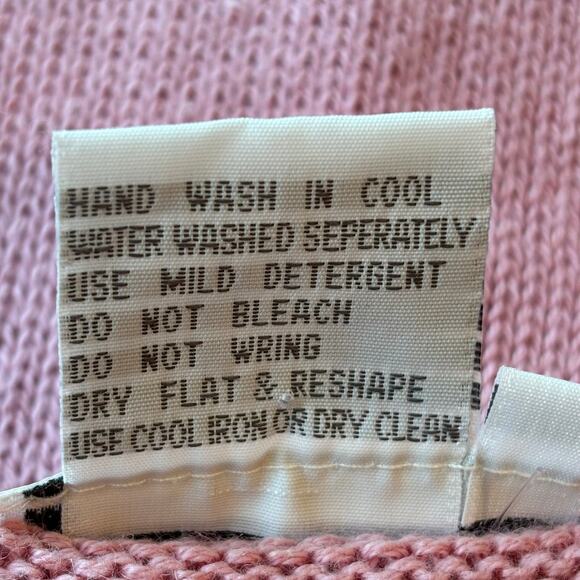 HAND WASH IN COOL
WATER WASHED SEPERATELY
USE MILD DETERGENT
DO NOT BLEACH
DO NOT WRING
DRY FLAT & RESHAPE
USE COOL IRON OR DRY CLEAN